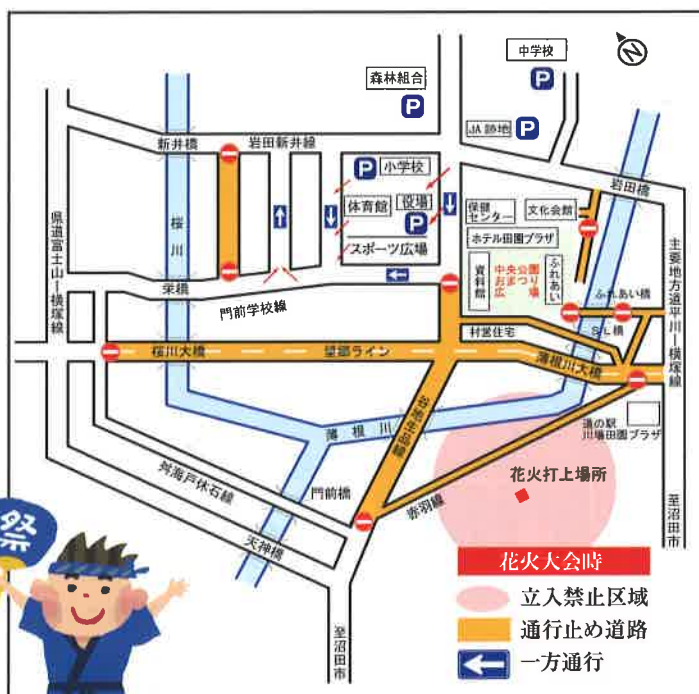 中学校
P
N
森林組合
P
JA跡地
P
新井橋
岩田新井線
P
小学校
岩田橋
体育館
役場
P
保健
センター
文化会館
桜川
県道富士山ー横塚線
主要地方道平川ー横塚線
スポーツ広場
ホテル田園プラザ
資料館
中央公園
おまつり
広場
ふれあい
栄橋
門前学校線
ふれあい橋
村営住宅
SL橋
桜川大橋
望郷ライン
薄根川大橋
谷地生品線
道の駅
川場田園プラザ
薄根川
花火打上場所
舛海戸休石線
門前橋
赤羽線
至沼田市
天神橋
祭
至沼田市
花火大会時
立入禁止区域
通行止め道路
一方通行